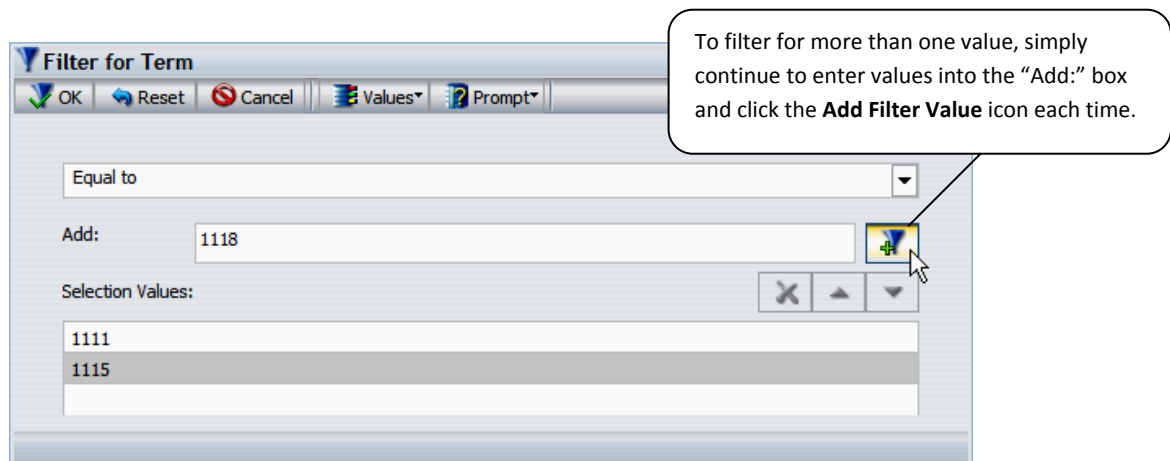 To filter for more than one value, simply
continue to enter values into the “Add:” box
and click the Add Filter Value icon each time.
Filter for Term
OK Reset Cancel Values Prompt
Equal to
Add: 1118
Selection Values:
1111
1115